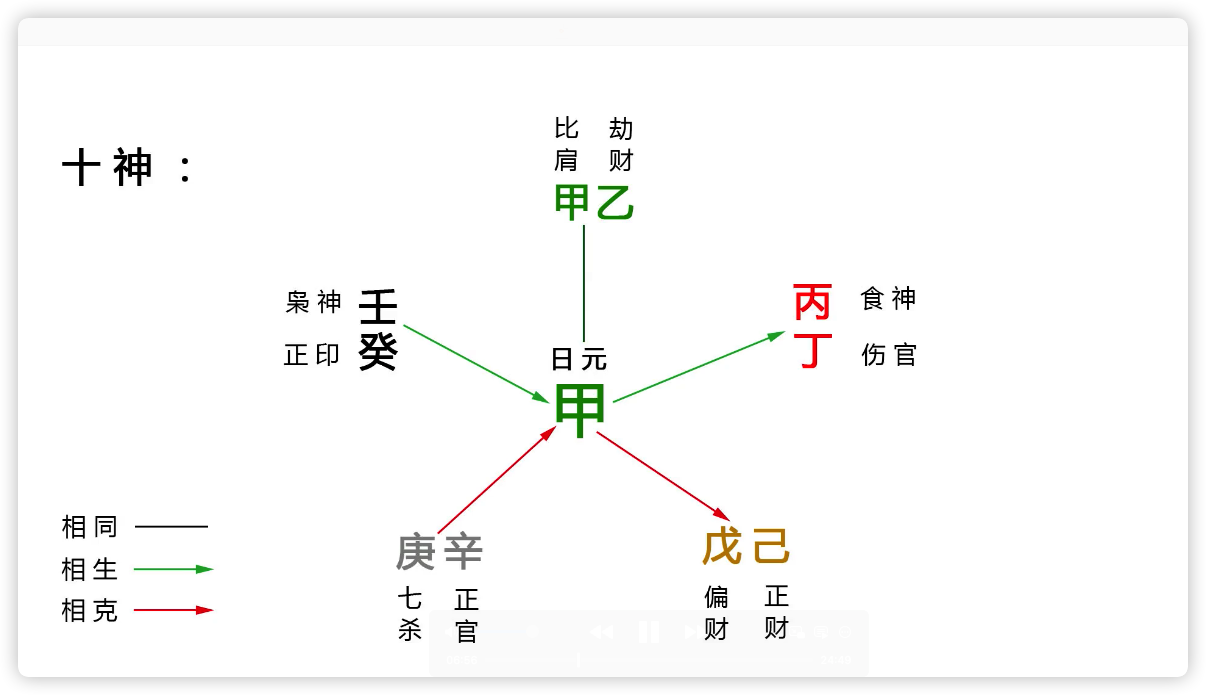 十神：
比肩
劫财
甲乙
枭神 壬
正印 癸
丙 食神
丁 伤官
日元
甲
相同
相生
相克
庚辛
七杀
正官
戊己
偏财
正财